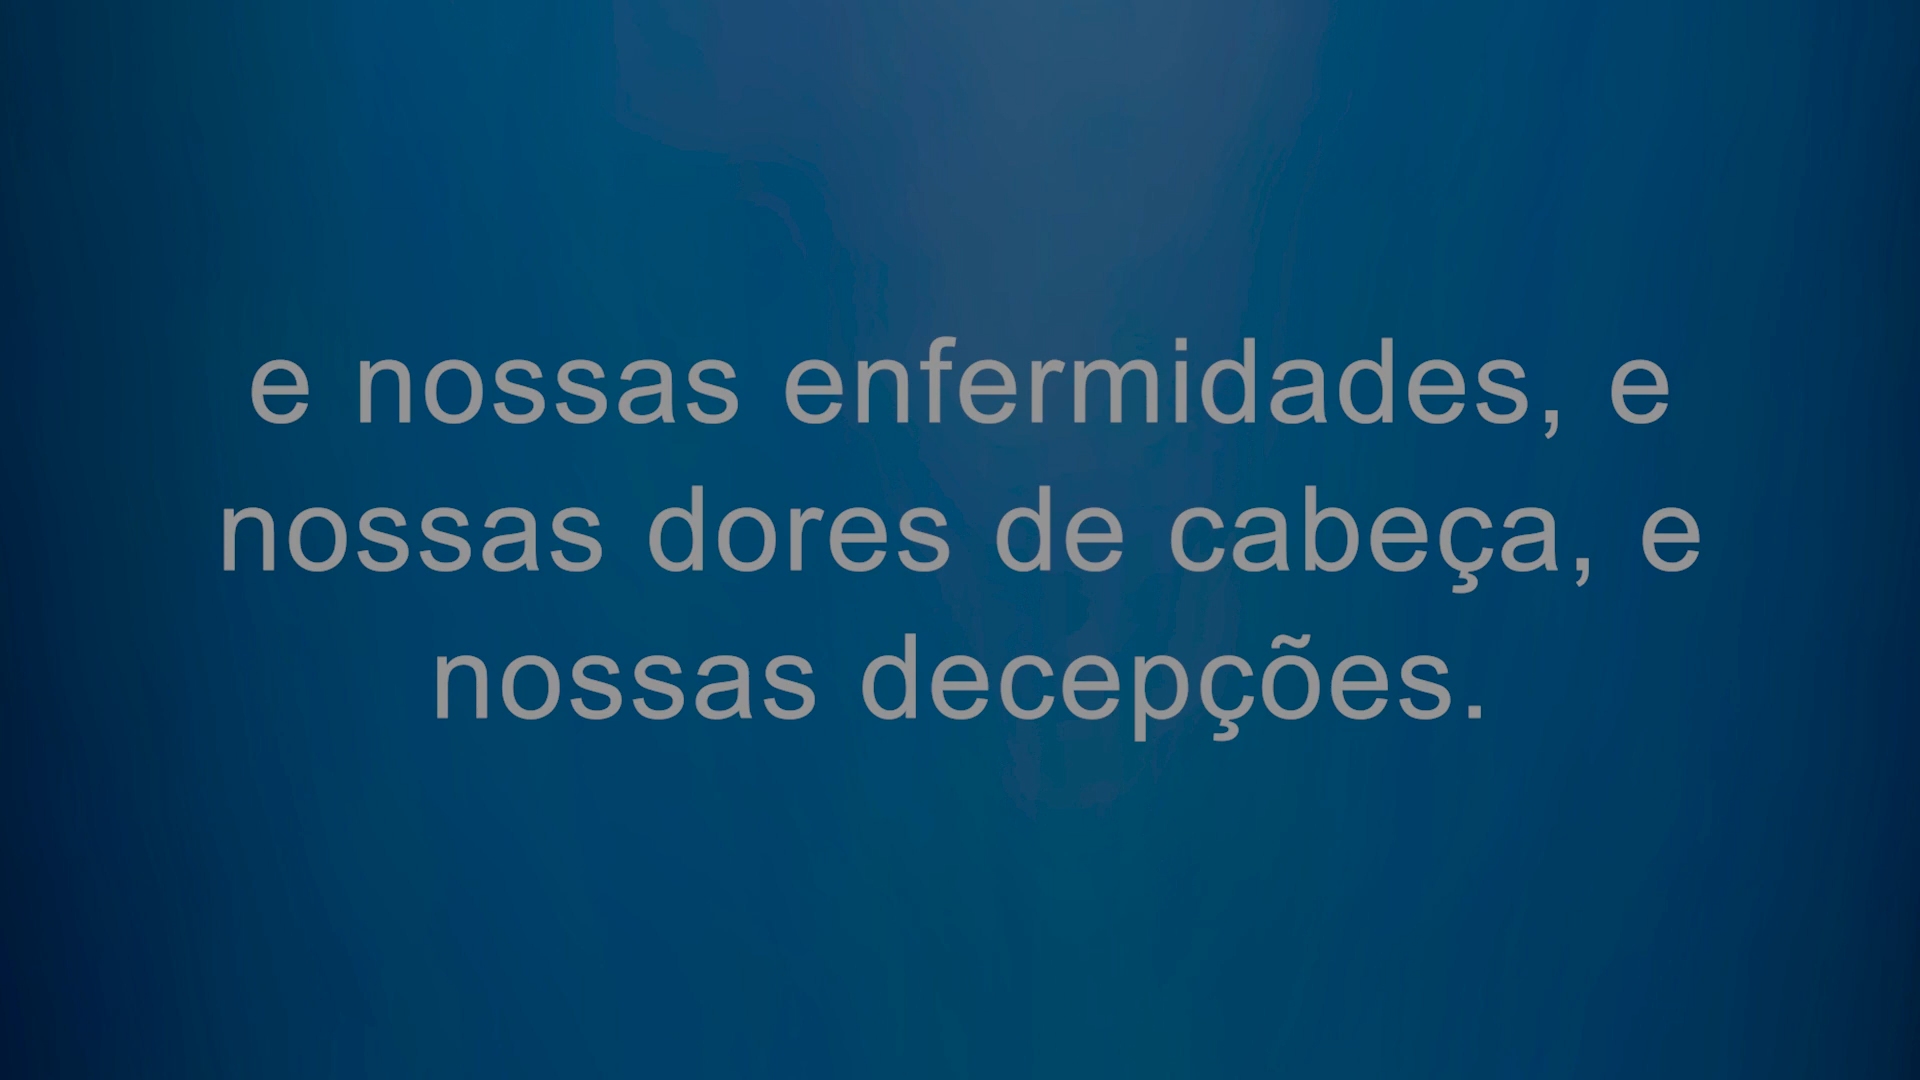 e nossas enfermidades, e
nossas dores de cabeça, e
nossas decepções.